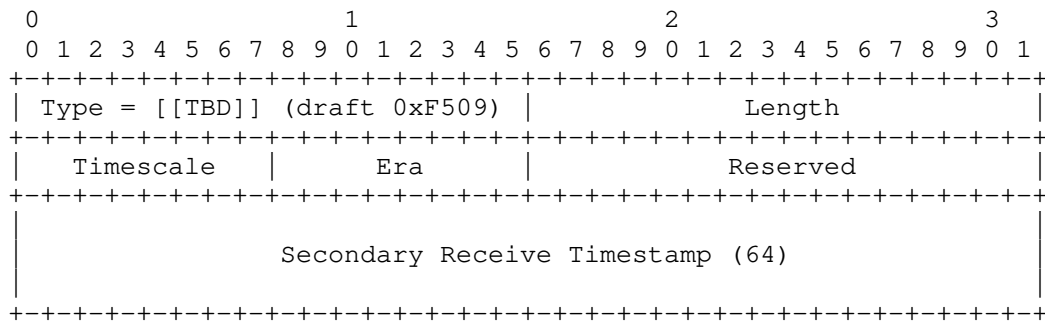 0                   1                   2                   3
0 1 2 3 4 5 6 7 8 9 0 1 2 3 4 5 6 7 8 9 0 1 2 3 4 5 6 7 8 9 0 1
+-+-+-+-+-+-+-+-+-+-+-+-+-+-+-+-+-+-+-+-+-+-+-+-+-+-+-+-+-+-+-+-+
| Type = [[TBD]] (draft 0xF509) |             Length            |
+-+-+-+-+-+-+-+-+-+-+-+-+-+-+-+-+-+-+-+-+-+-+-+-+-+-+-+-+-+-+-+-+
|   Timescale   |      Era      |            Reserved           |
+-+-+-+-+-+-+-+-+-+-+-+-+-+-+-+-+-+-+-+-+-+-+-+-+-+-+-+-+-+-+-+-+
|                                                               |
|                Secondary Receive Timestamp (64)               |
|                                                               |
+-+-+-+-+-+-+-+-+-+-+-+-+-+-+-+-+-+-+-+-+-+-+-+-+-+-+-+-+-+-+-+-+